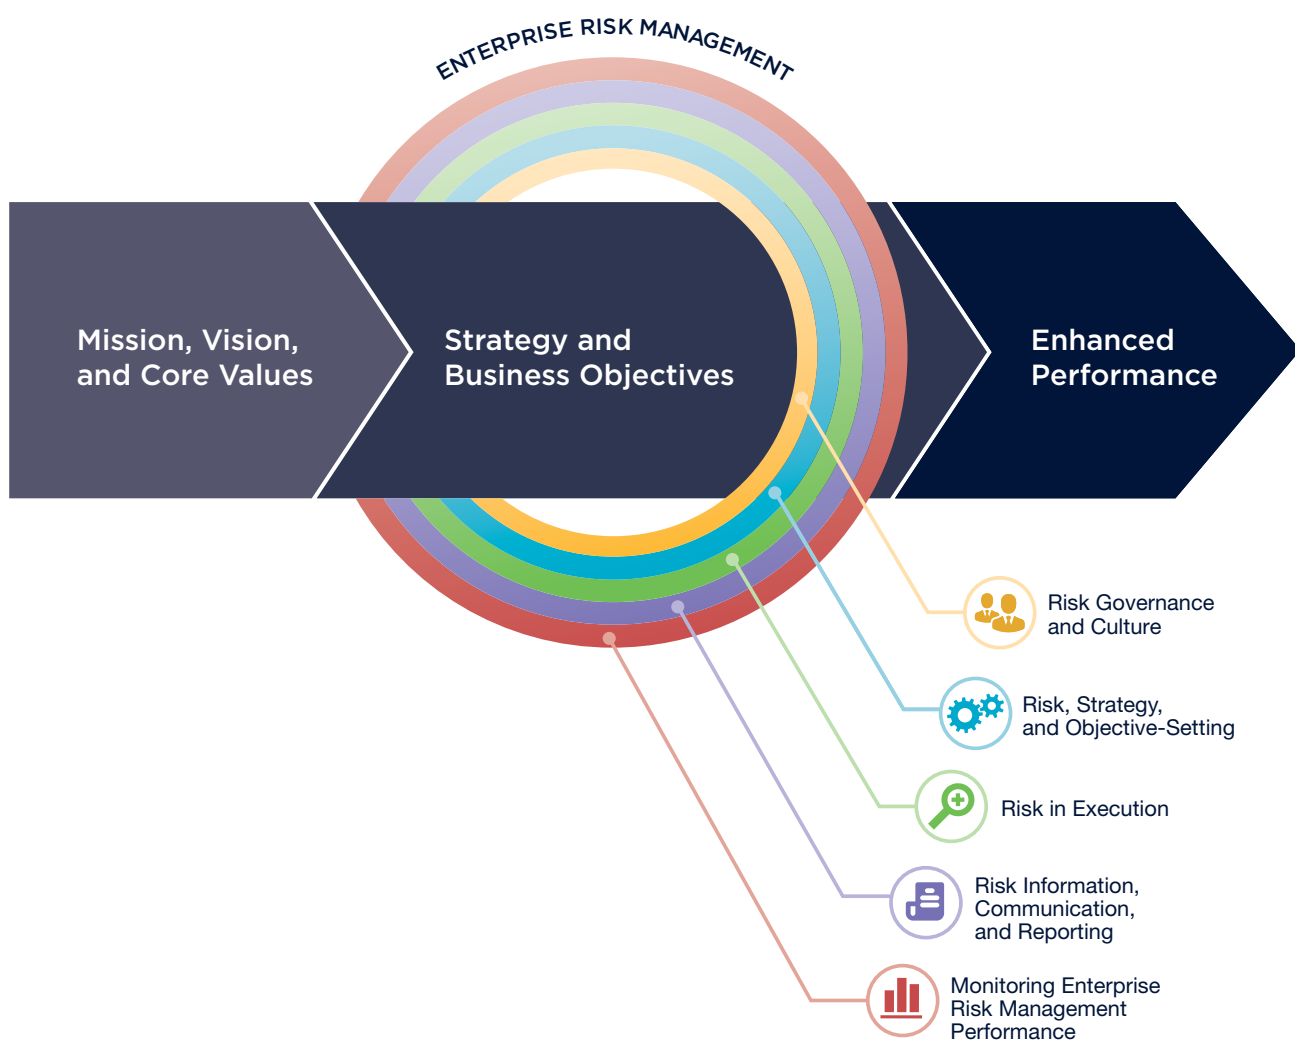 ENTERPRISE RISK MANAGEMENT
Mission, Vision,
and Core Values
Strategy and
Business Objectives
Enhanced
Performance
Risk Governance
and Culture
Risk, Strategy,
and Objective-Setting
Risk in Execution
Risk Information,
Communication,
and Reporting
Monitoring Enterprise
Risk Management
Performance